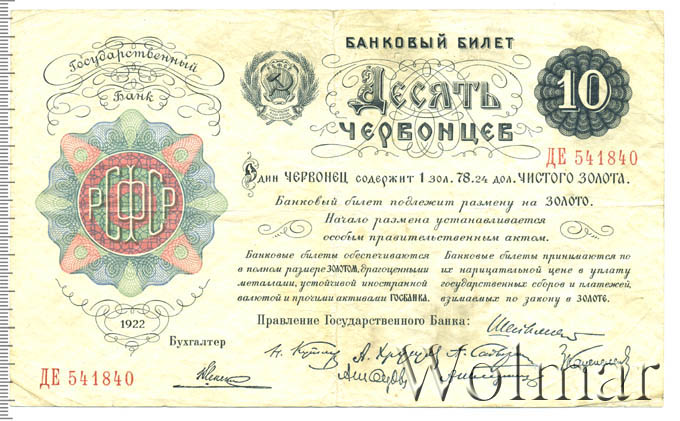 Государственный
Банк
БАНКОВЫЙ БИЛЕТ
ДЕСЯТЬ
ЧЕРВОНЦЕВ
10
ДЕ 541840
Один ЧЕРВОНЕЦ содержит 1 зол. 78.24 дол. ЧИСТОГО ЗОЛОТА.
Банковый билет подлежит размену на ЗОЛОТО.
Начало размена устанавливается
особым правительственным актом.
РСФСР
Банковые билеты обеспечиваются
в полном размере ЗОЛОТОМ, драгоценными
металлами, устойчивой иностранной
валютой и прочими активами ГОСБАНКА.
Банковые билеты принимаются по
их нарицательной цене в уплату
государственных сборов и платежей,
взимаемых по закону в ЗОЛОТЕ.
1922
Правление Государственного Банка:
Бухгалтер
ДЕ 541840
Wolmar